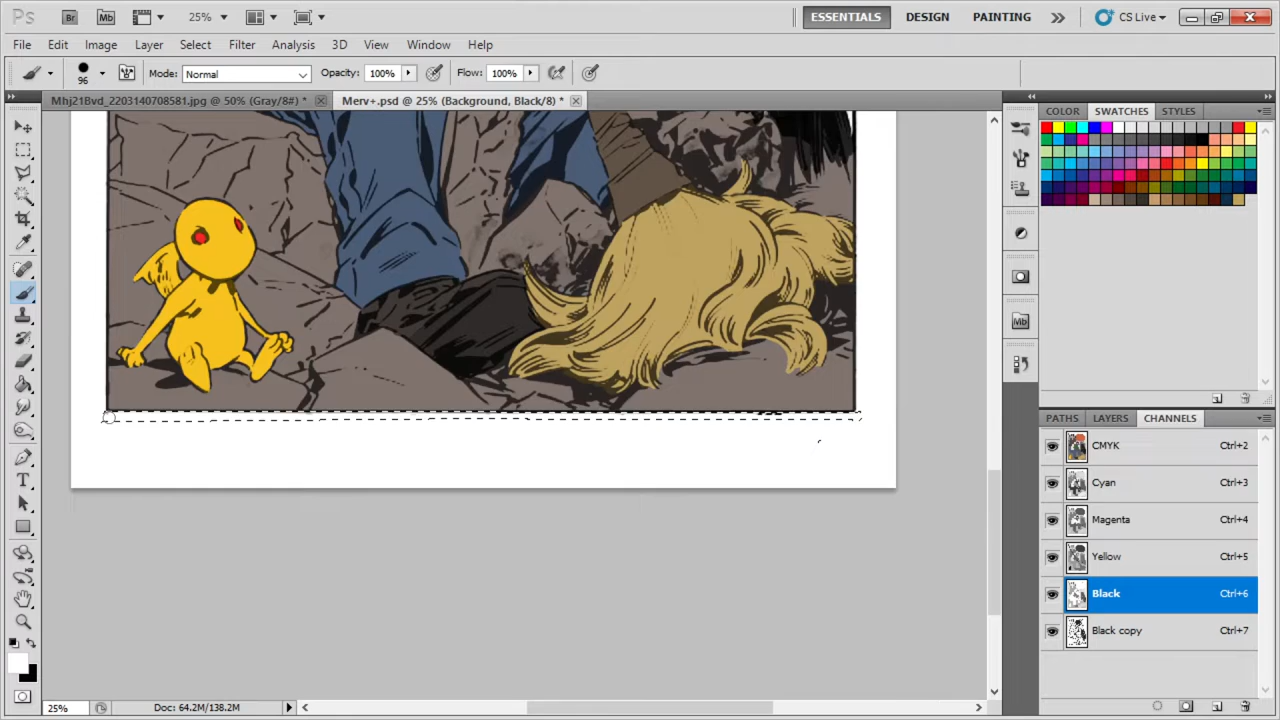 Ps Br Mb 25% ESSENTIALS DESIGN PAINTING CS Live
File Edit Image Layer Select Filter Analysis 3D View Window Help
96 Mode: Normal Opacity: 100% Flow: 100%
Mhj21Bvd_2203140708581.jpg @ 50% (Gray/8#) * Merv+.psd @ 25% (Background, Black/8) *
COLOR SWATCHES STYLES
Mb
PATHS LAYERS CHANNELS
CMYK Ctrl+2
Cyan Ctrl+3
Magenta Ctrl+4
Yellow Ctrl+5
Black Ctrl+6
Black copy Ctrl+7
25% Doc: 64.2M/138.2M